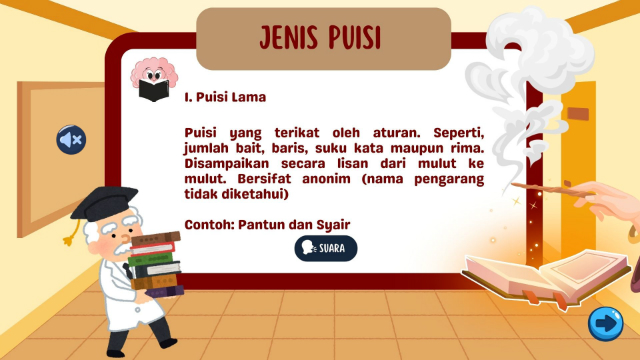 JENIS PUISI
1. Puisi Lama
Puisi yang terikat oleh aturan. Seperti,
jumlah bait, baris, suku kata maupun rima.
Disampaikan secara lisan dari mulut ke
mulut. Bersifat anonim (nama pengarang
tidak diketahui)
Contoh: Pantun dan Syair
SUARA